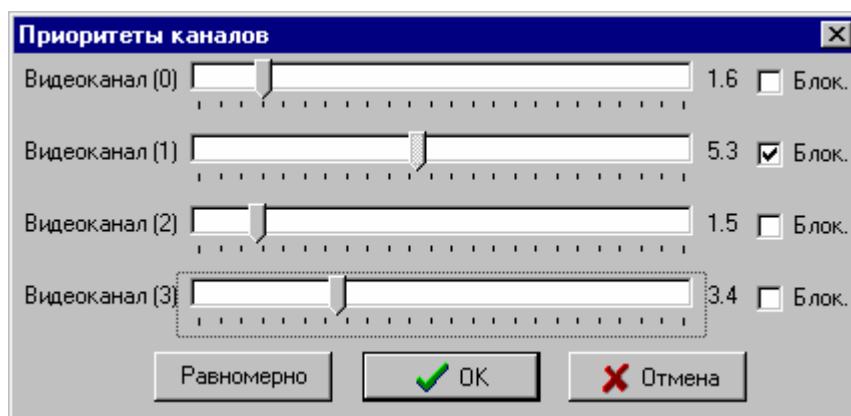 Приоритеты каналов
Видеоканал (0) 1.6 Блок.
Видеоканал (1) 5.3 Блок.
Видеоканал (2) 1.5 Блок.
Видеоканал (3) 3.4 Блок.
Равномерно OK Отмена